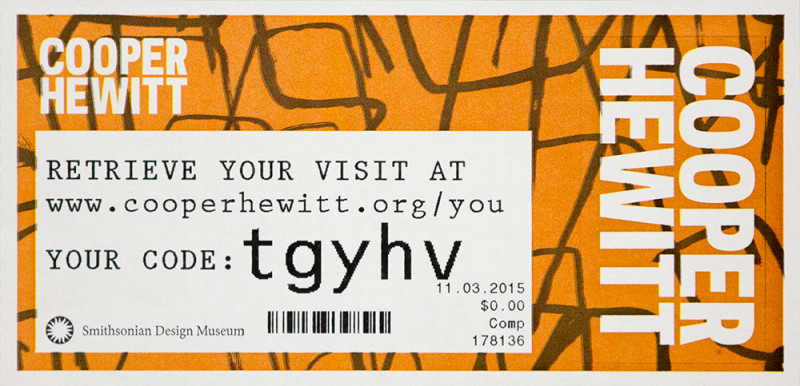 COOPER
HEWITT
RETRIEVE YOUR VISIT AT
www.cooperhewitt.org/you
YOUR CODE: tgyhv
11.03.2015
$0.00
Comp
178136
Smithsonian Design Museum
COOPER
HEWITT